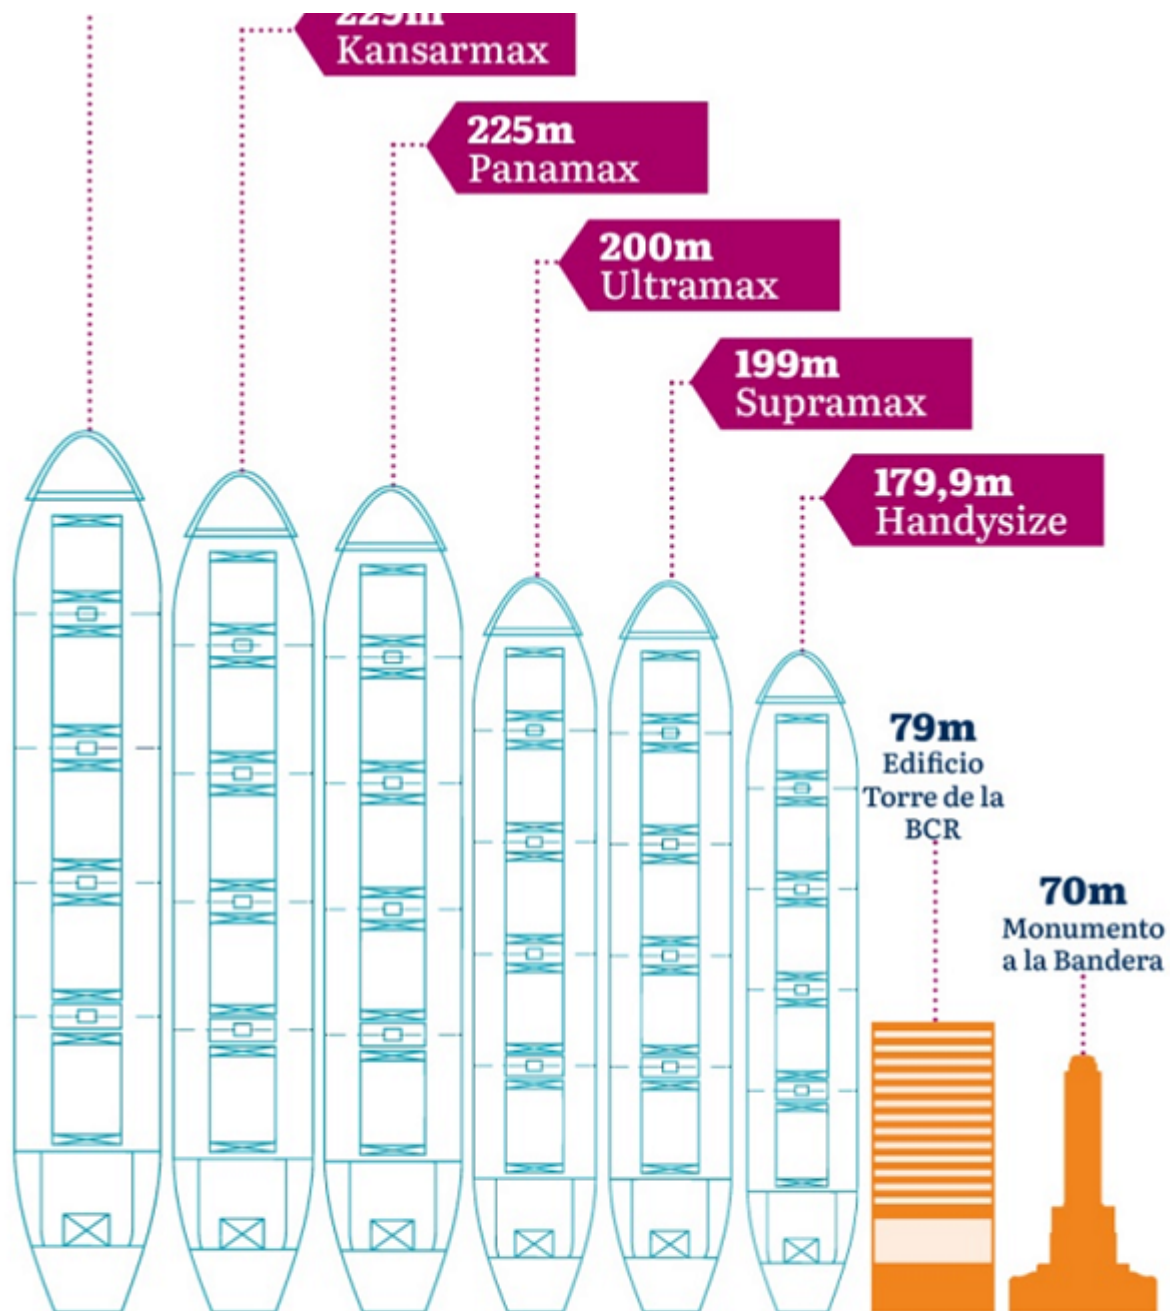 229m
Kansarmax
225m
Panamax
200m
Ultramax
199m
Supramax
179,9m
Handysize
79m
Edificio
Torre de la
BCR
70m
Monumento
a la Bandera